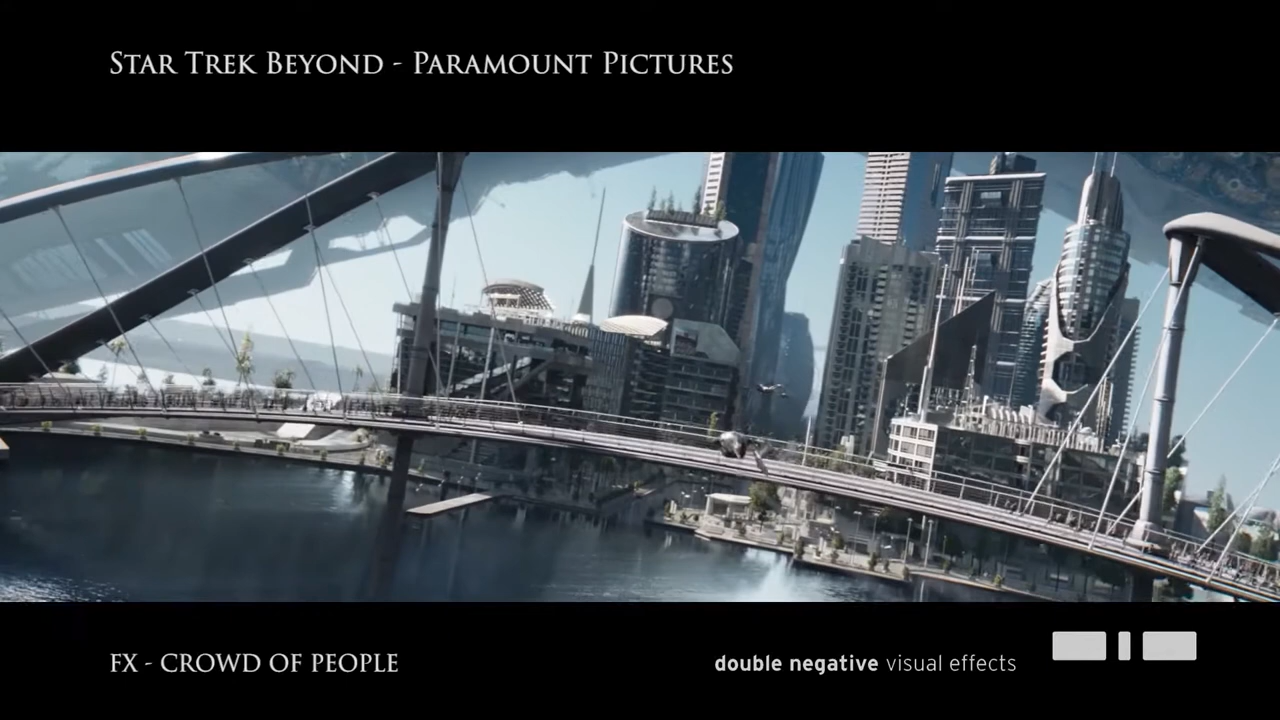 Star Trek Beyond - Paramount Pictures
FX - CROWD OF PEOPLE
double negative visual effects